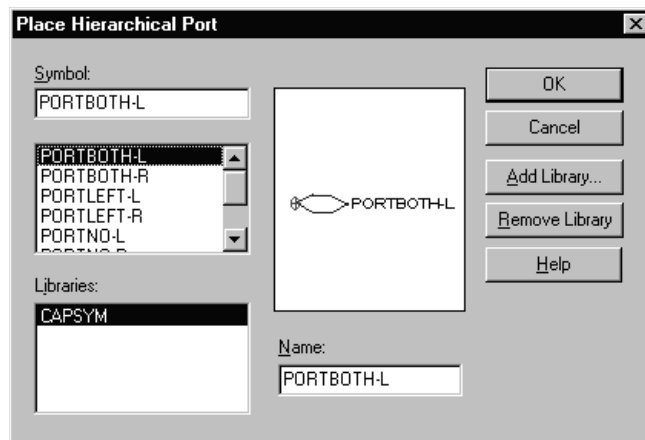 Place Hierarchical Port
Symbol:
PORTBOTH-L
PORTBOTH-L
PORTBOTH-R
PORTLEFT-L
PORTLEFT-R
PORTNO-L
Libraries:
CAPSYM
PORTBOTH-L
Name:
PORTBOTH-L
OK
Cancel
Add Library...
Remove Library
Help